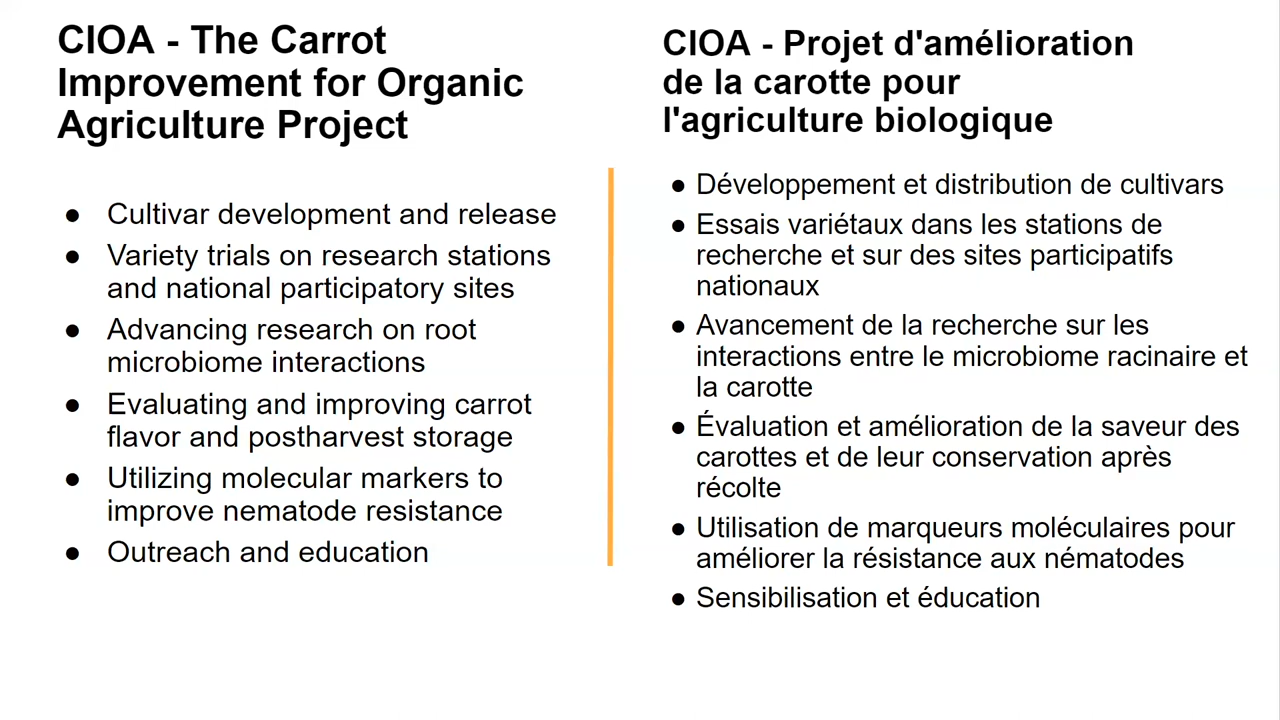 CIOA - The Carrot
Improvement for Organic
Agriculture Project
● Cultivar development and release
● Variety trials on research stations
and national participatory sites
● Advancing research on root
microbiome interactions
● Evaluating and improving carrot
flavor and postharvest storage
● Utilizing molecular markers to
improve nematode resistance
● Outreach and education
CIOA - Projet d'amélioration
de la carotte pour
l'agriculture biologique
● Développement et distribution de cultivars
● Essais variétaux dans les stations de
recherche et sur des sites participatifs
nationaux
● Avancement de la recherche sur les
interactions entre le microbiome racinaire et
la carotte
● Évaluation et amélioration de la saveur des
carottes et de leur conservation après
récolte
● Utilisation de marqueurs moléculaires pour
améliorer la résistance aux nématodes
● Sensibilisation et éducation